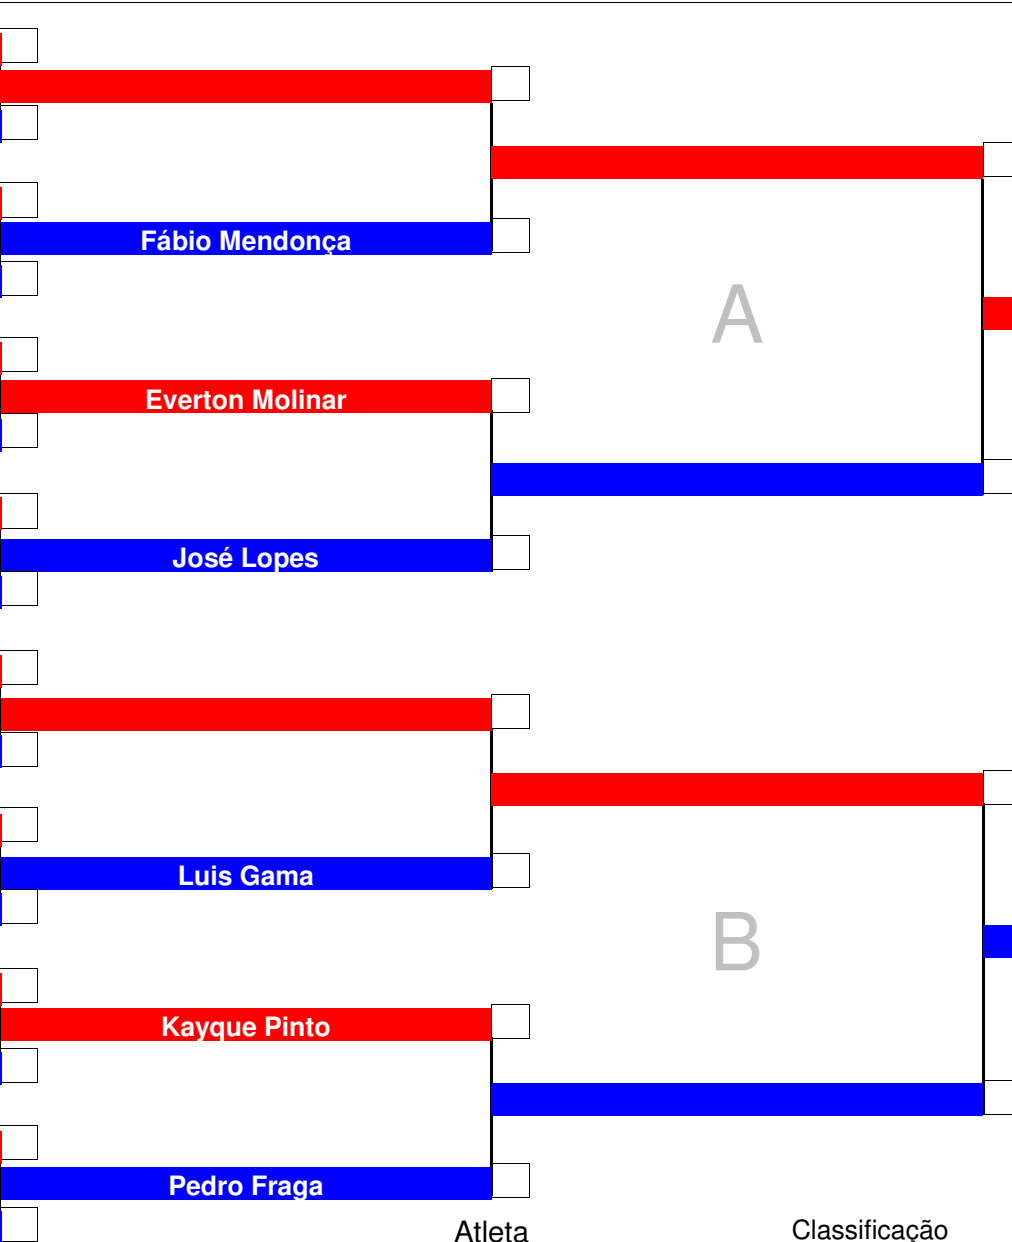 Fábio Mendonça
A
Everton Molinar
José Lopes
Luis Gama
B
Kayque Pinto
Pedro Fraga
Atleta Classificação